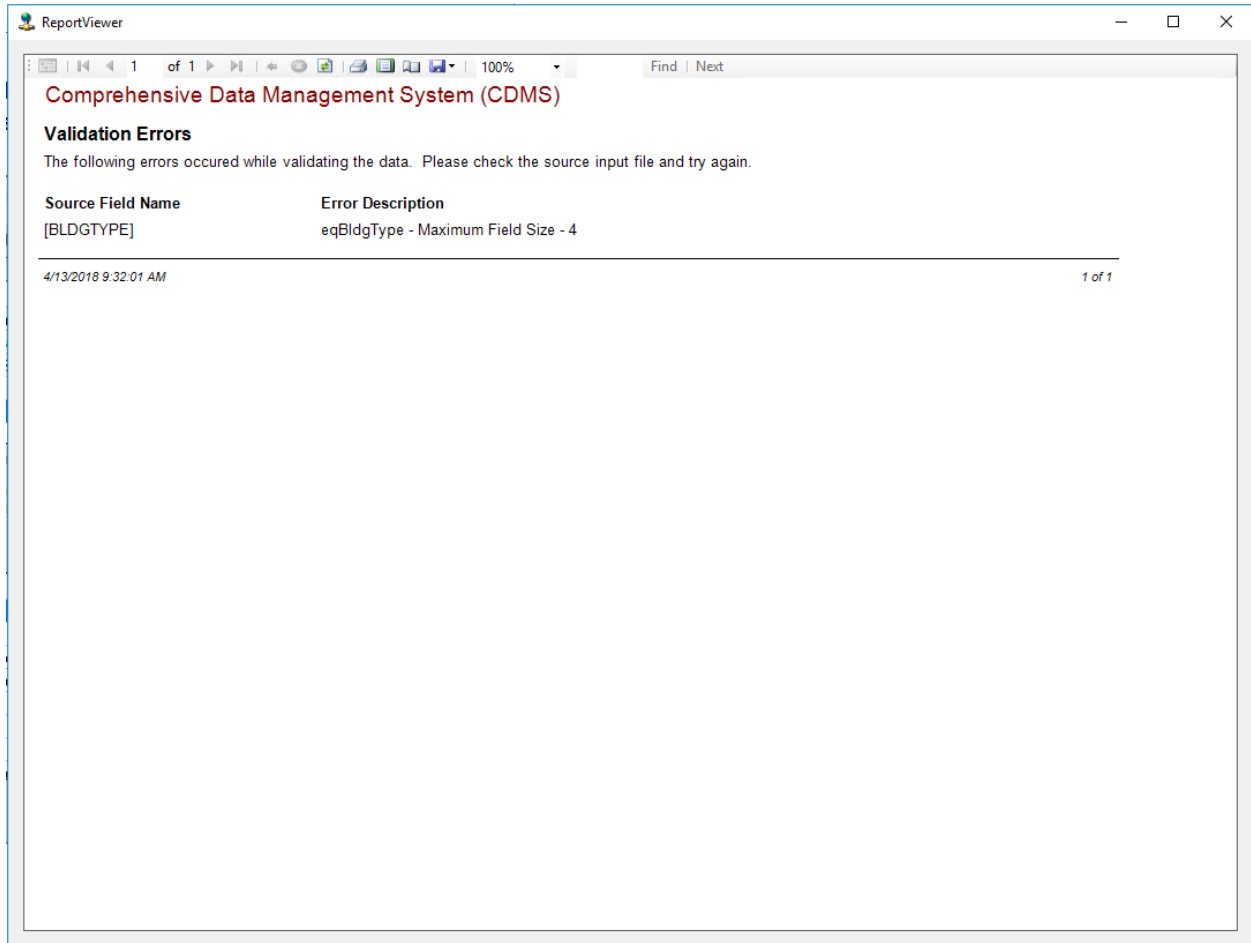 ReportViewer
1 of 1 100% Find | Next
Comprehensive Data Management System (CDMS)
Validation Errors
The following errors occured while validating the data. Please check the source input file and try again.
Source Field Name Error Description
[BLDGTYPE] eqBldgType - Maximum Field Size - 4
4/13/2018 9:32:01 AM 1 of 1